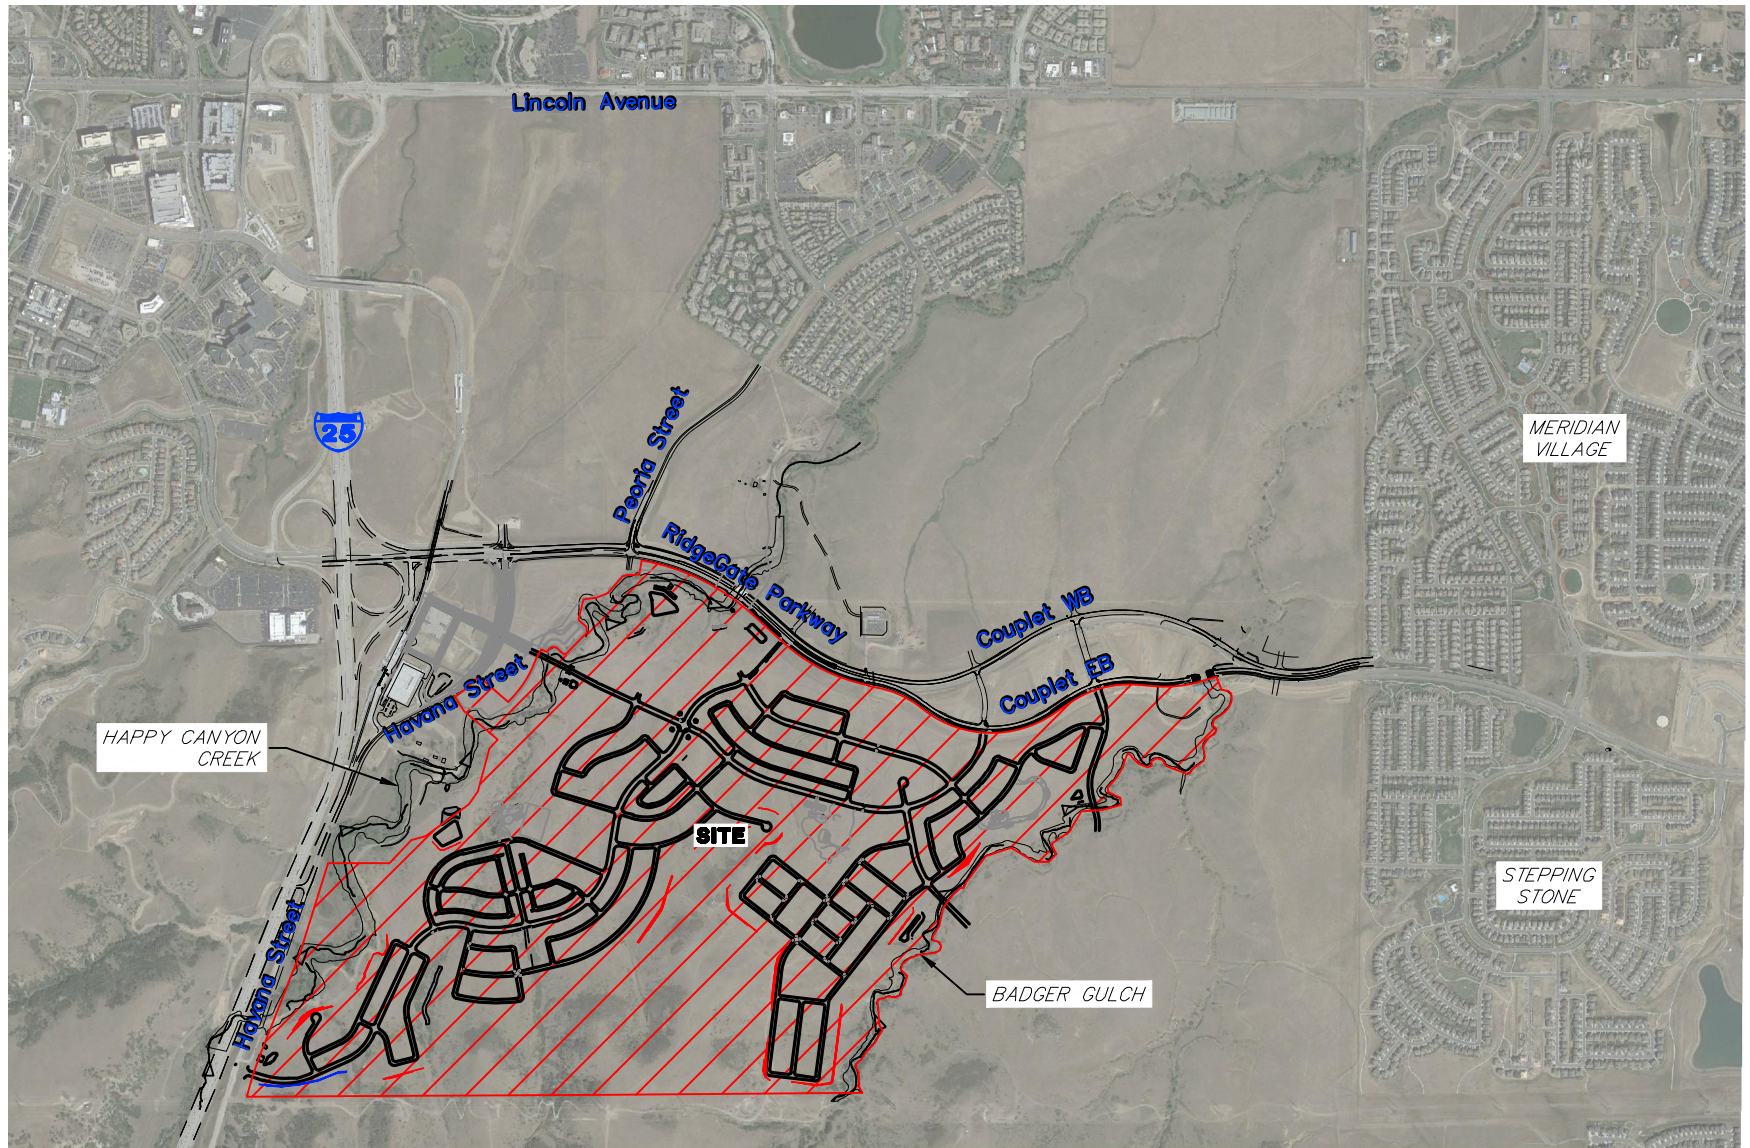 Lincoln Avenue
25
Peoria Street
MERIDIAN
VILLAGE
RidgeGate Parkway
Couplet WB
Couplet EB
Havana Street
HAPPY CANYON
CREEK
SITE
STEPPING
STONE
Havana Street
BADGER GULCH